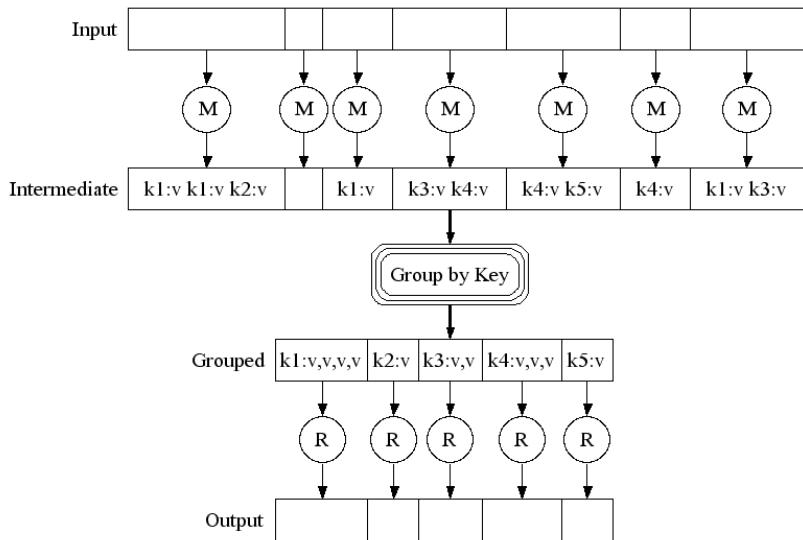 Input
M M M M M M M
Intermediate k1:v k1:v k2:v k1:v k3:v k4:v k4:v k5:v k4:v k1:v k3:v
Group by Key
Grouped k1:v,v,v,v k2:v k3:v,v k4:v,v,v k5:v
R R R R R
Output